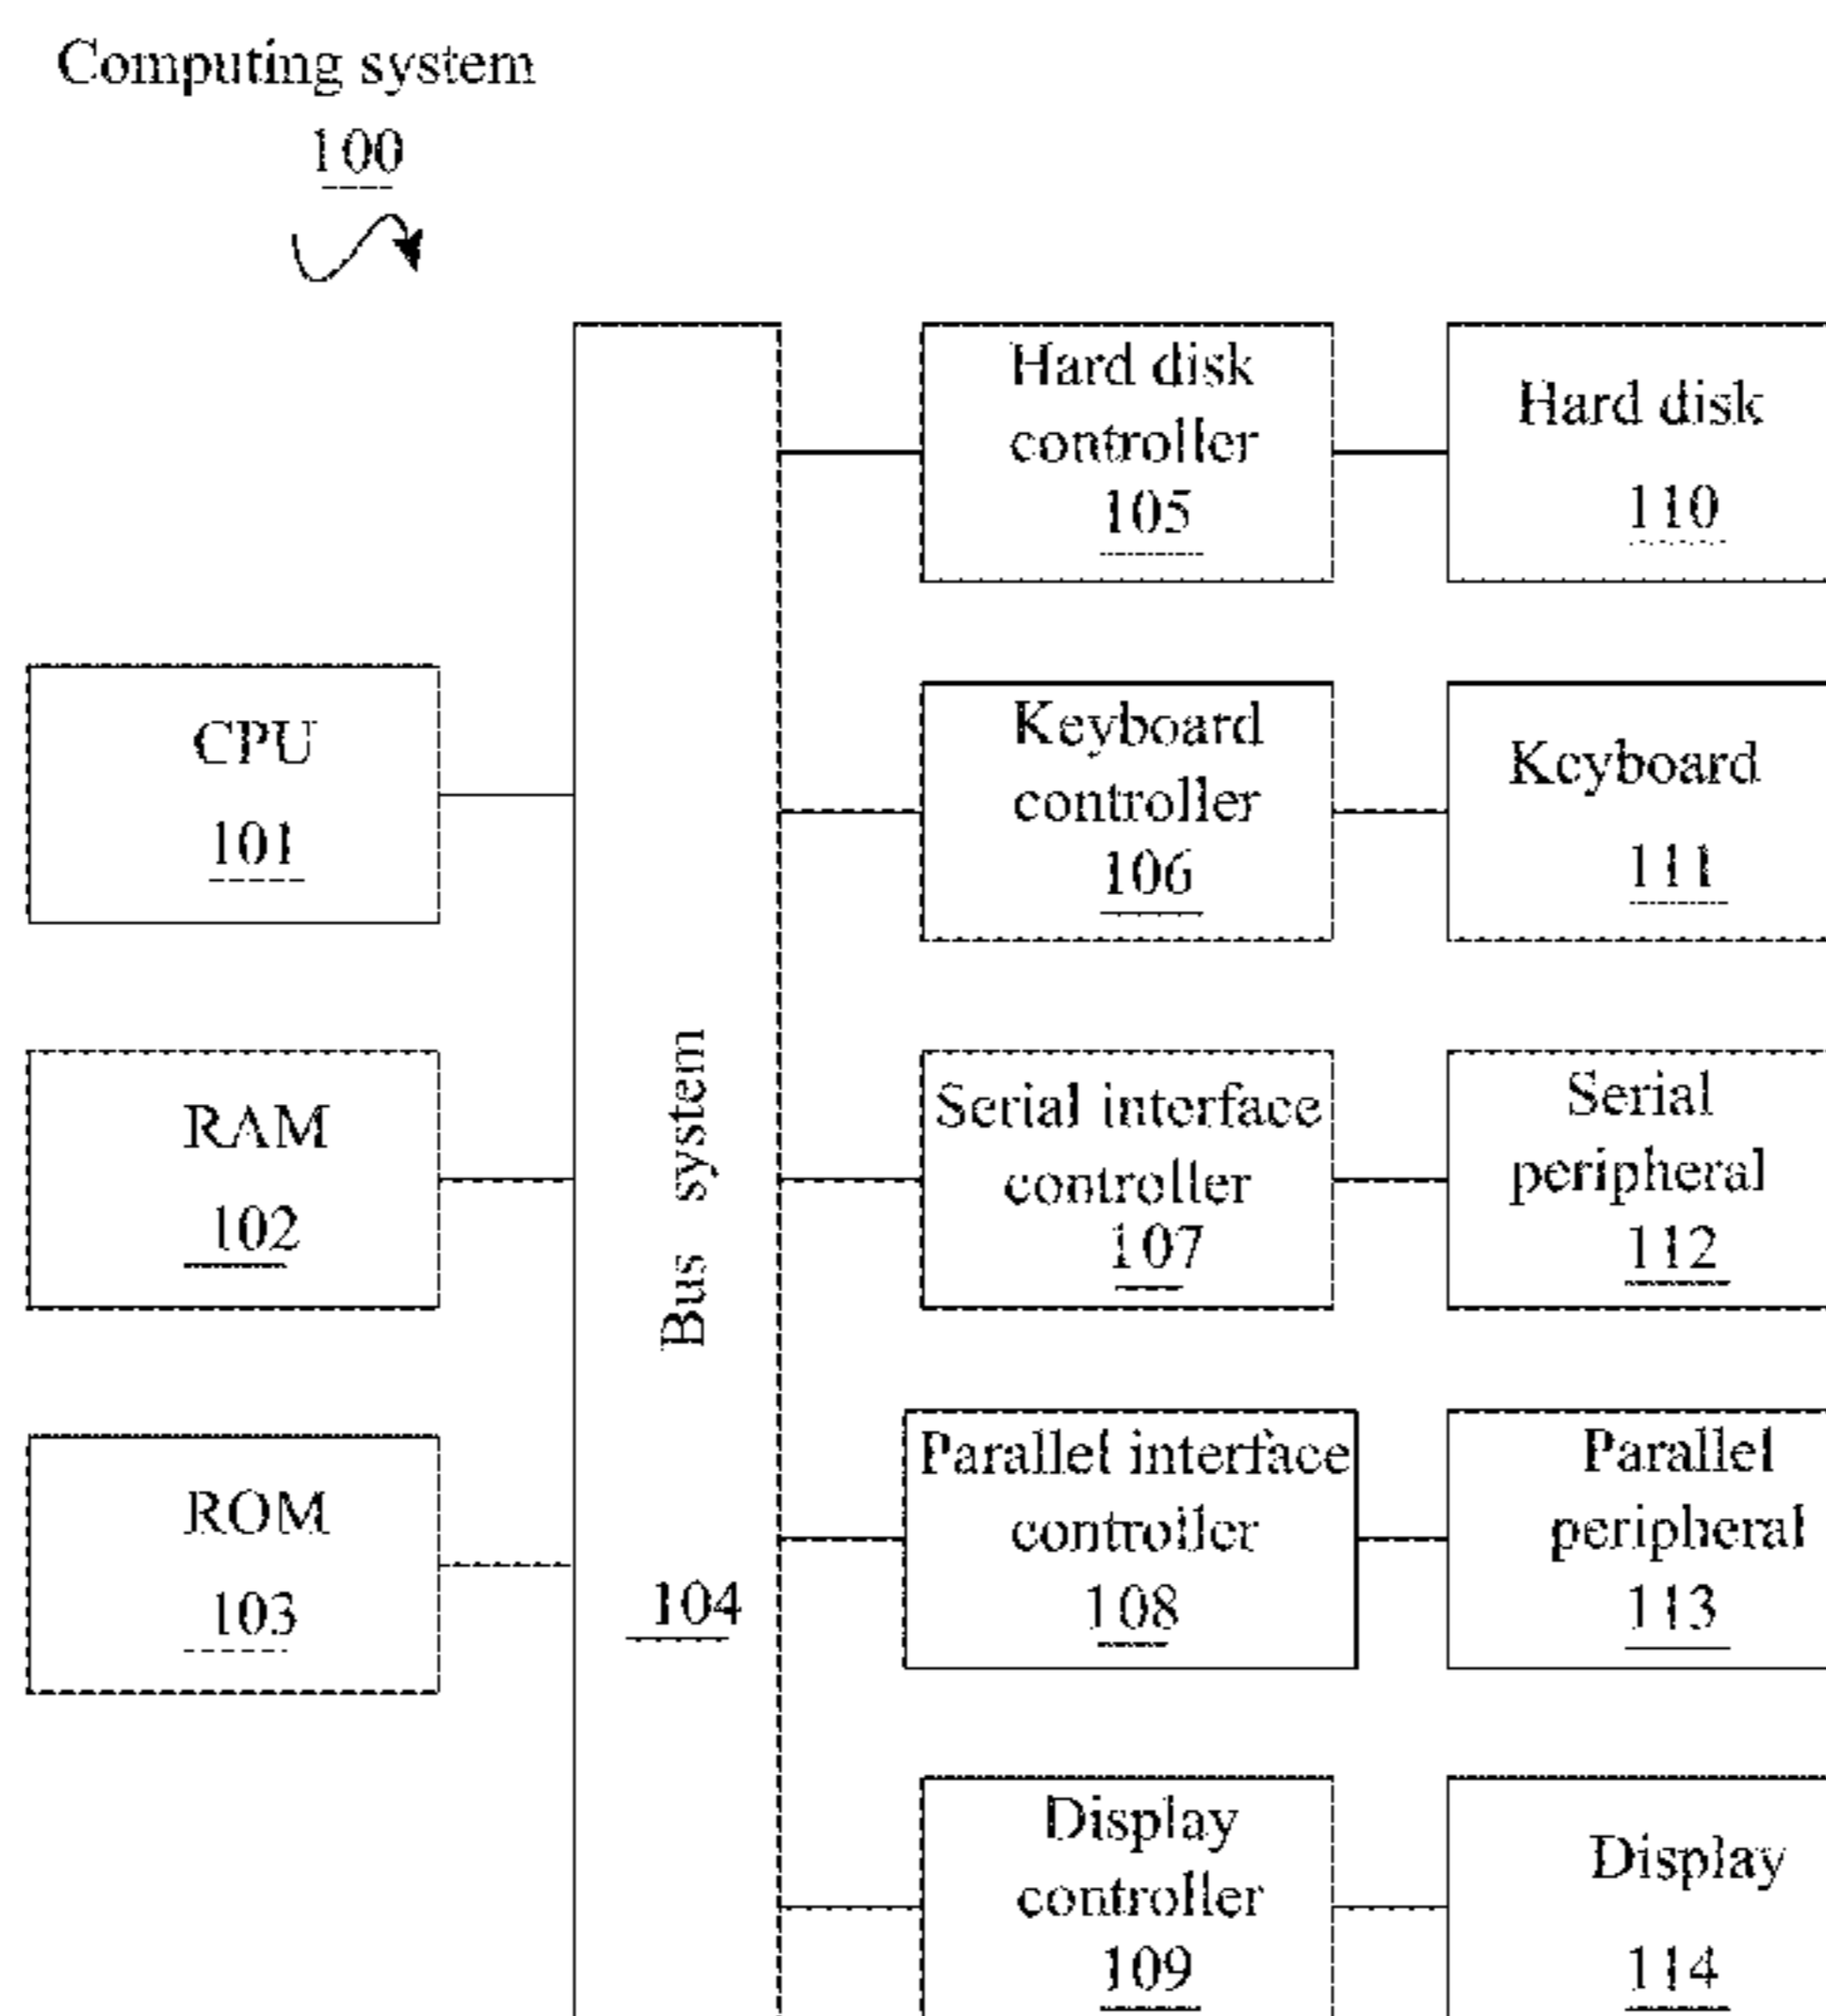 Computing system
100
Hard disk
controller
105
Hard disk
110
CPU
101
Keyboard
controller
106
Keyboard
111
RAM
102
Bus system
104
Serial interface
controller
107
Serial
peripheral
112
ROM
103
Parallel interface
controller
108
Parallel
peripheral
113
Display
controller
109
Display
114